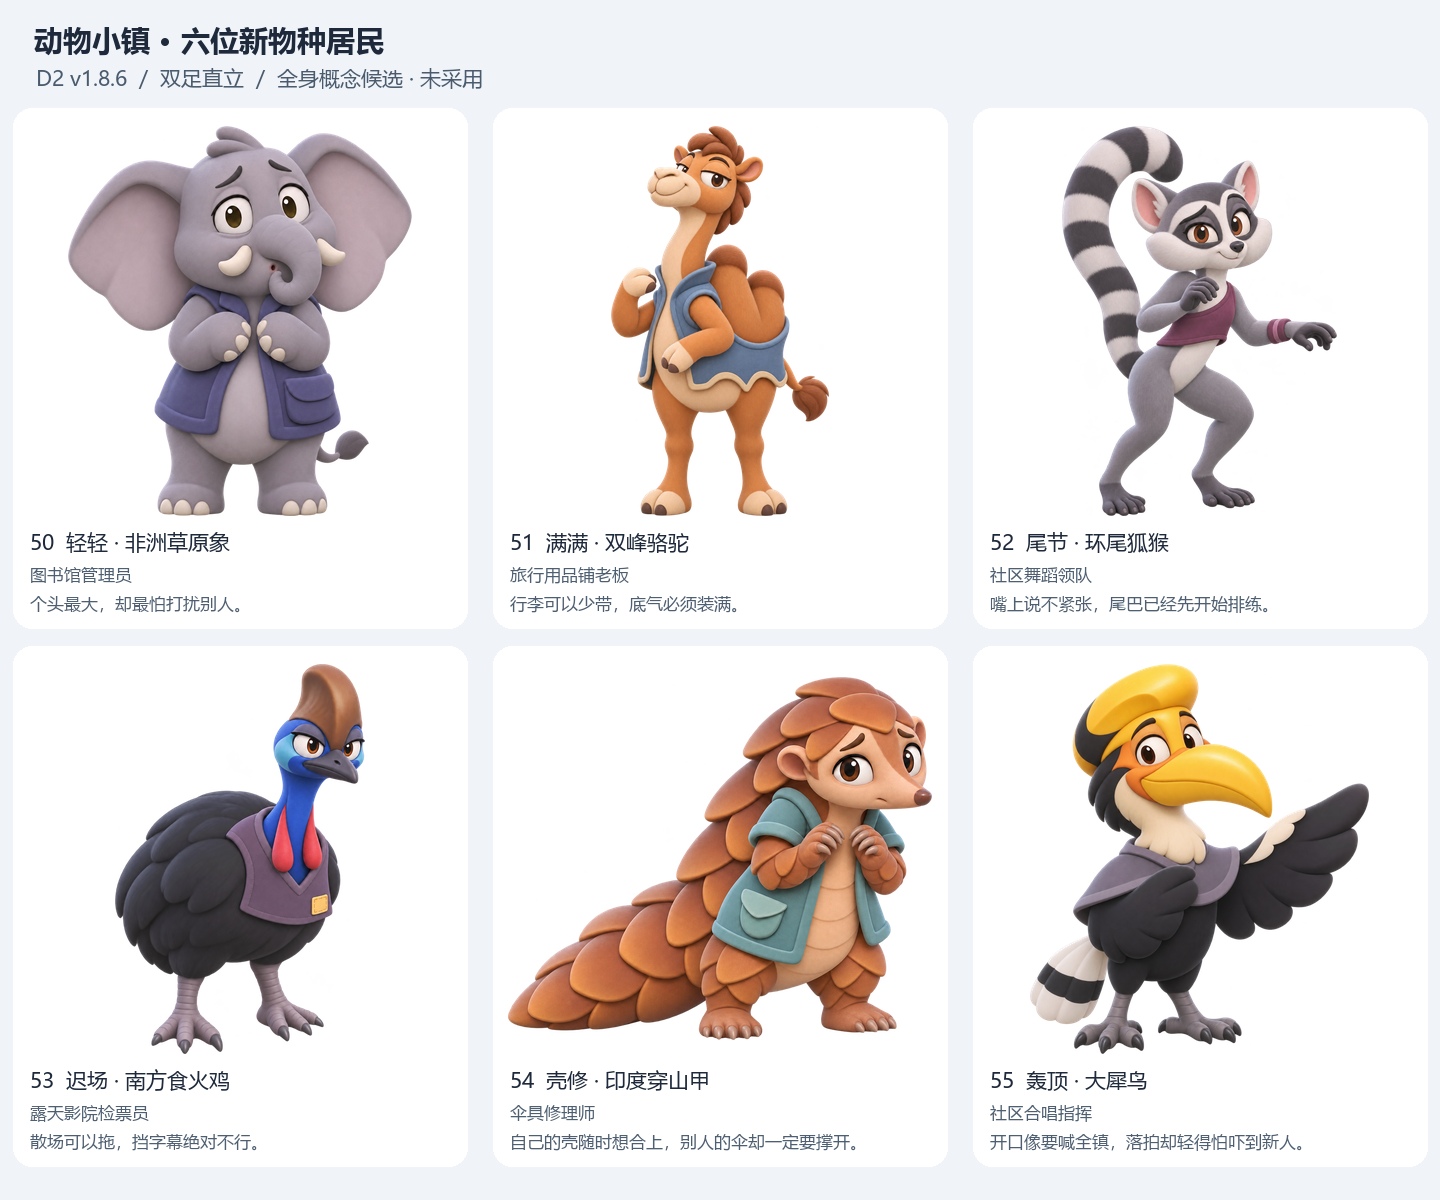 动物小镇 · 六位新物种居民
D2 v1.8.6 / 双足直立 / 全身概念候选 · 未采用
50 轻轻 · 非洲草原象
图书馆管理员
个头最大，却最怕打扰别人。
51 满满 · 双峰骆驼
旅行用品铺老板
行李可以少带，底气必须装满。
52 尾节 · 环尾狐猴
社区舞蹈领队
嘴上说不紧张，尾巴已经先开始排练。
53 迟场 · 南方食火鸡
露天影院检票员
散场可以拖，挡字幕绝对不行。
54 壳修 · 印度穿山甲
伞具修理师
自己的壳随时想合上，别人的伞却一定要撑开。
55 轰顶 · 大犀鸟
社区合唱指挥
开口像要喊全镇，落拍却轻得怕吓到新人。